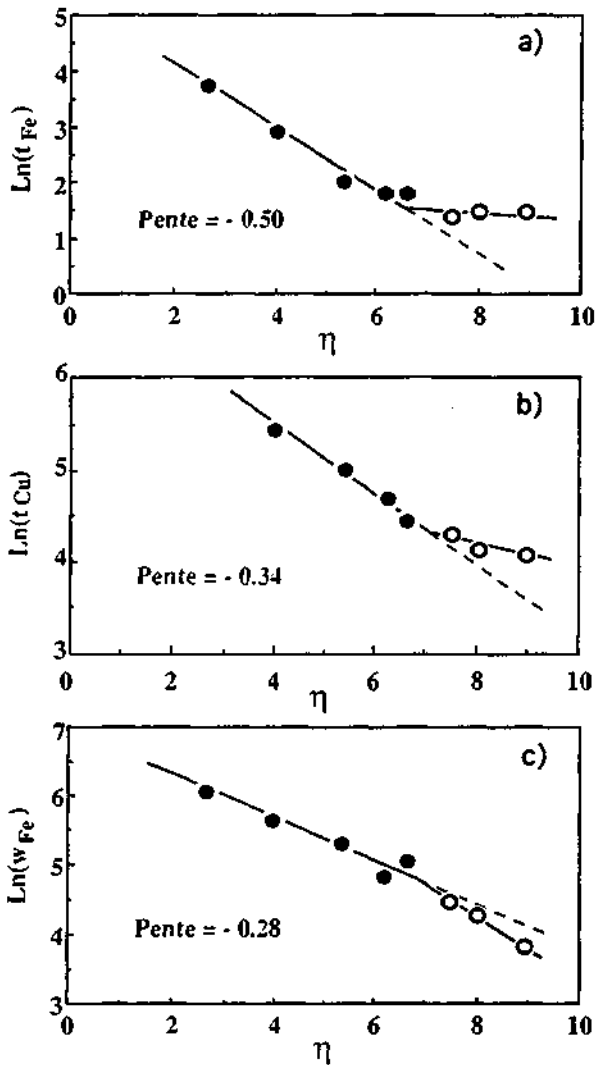 a)
5
4
3
2
1
0
Ln(t Fe)
Pente = - 0.50
0 2 4 6 8 10
η
b)
6
5
4
3
Ln(t Cu)
Pente = - 0.34
0 2 4 6 8 10
η
c)
7
6
5
4
3
Ln(w Fe)
Pente = - 0.28
0 2 4 6 8 10
η